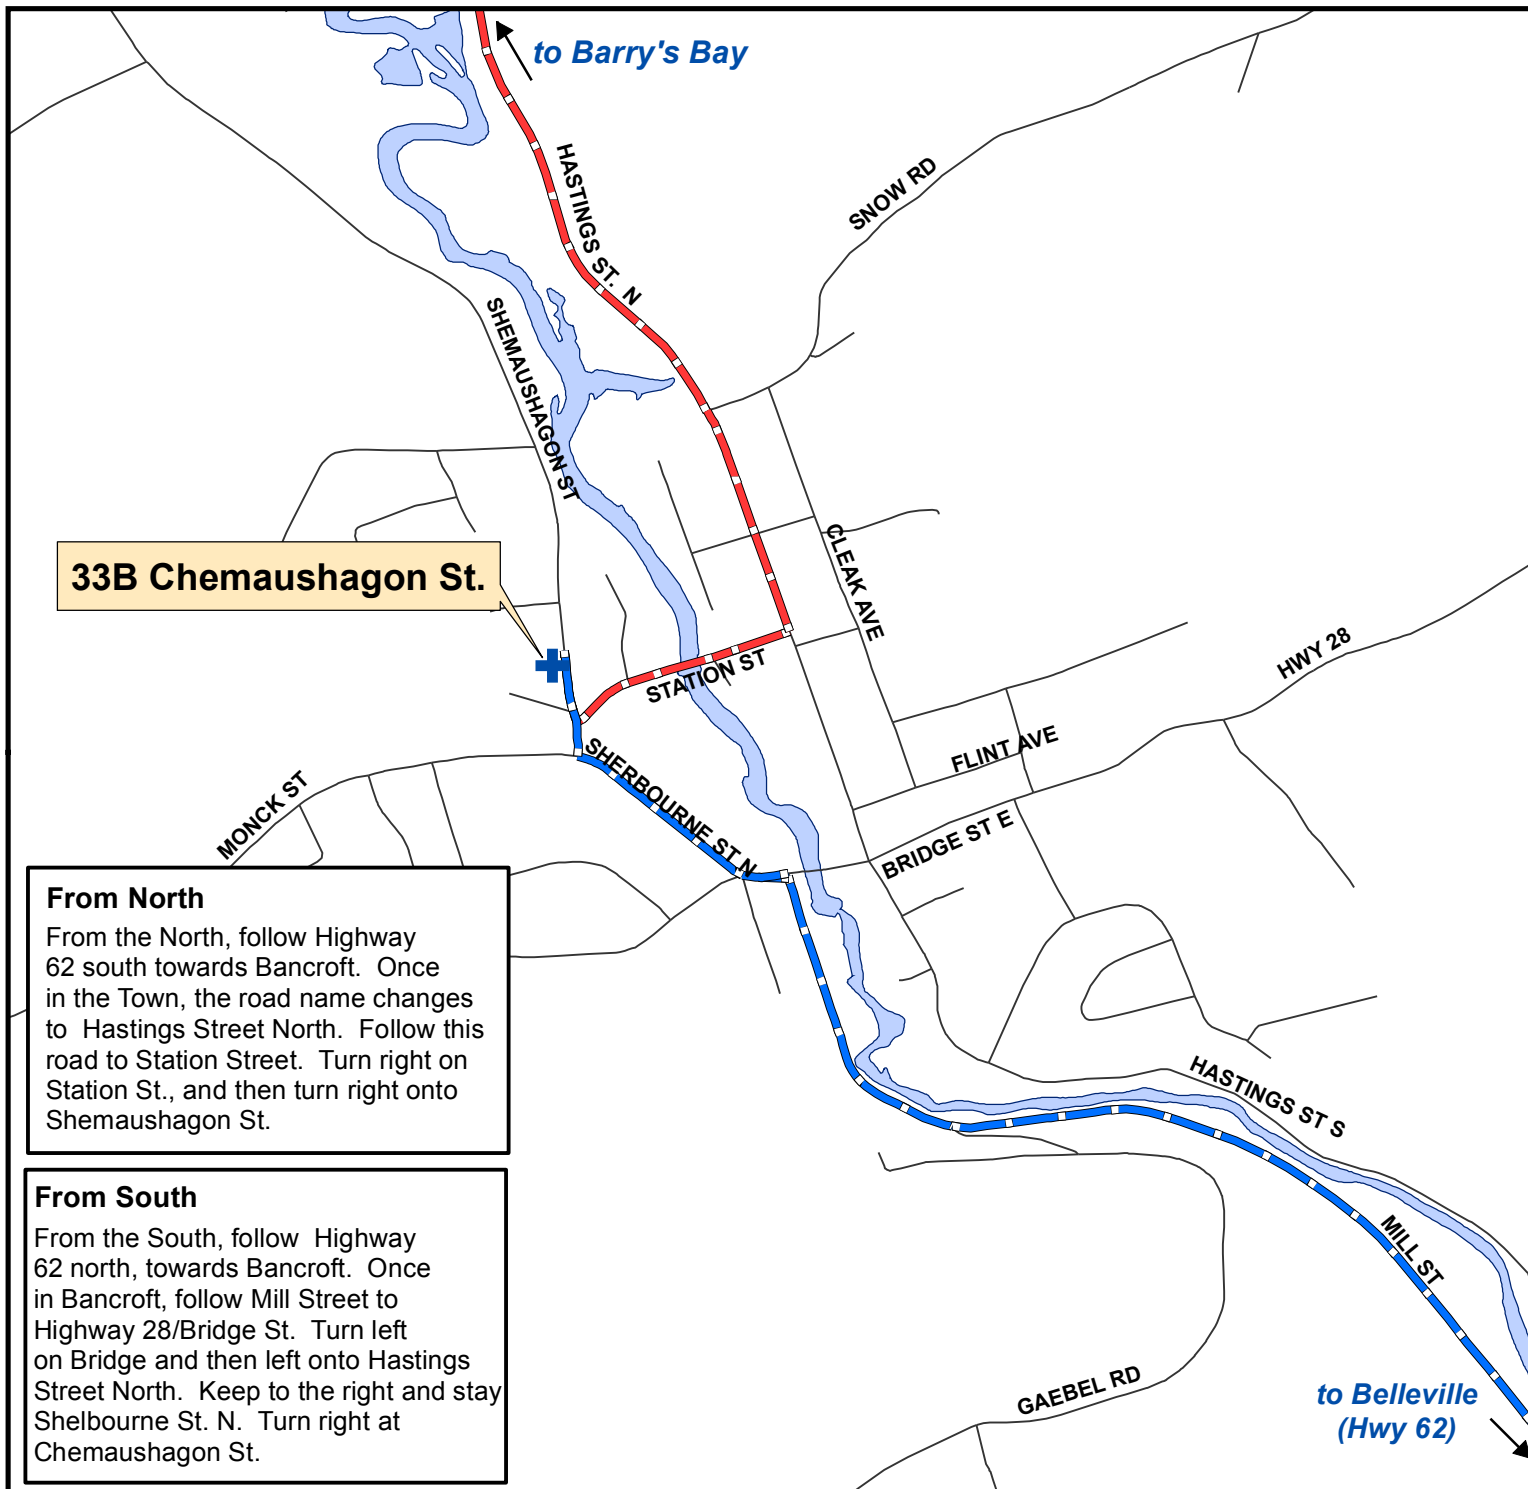 to Barry's Bay
HASTINGS ST. N
SNOW RD
SHEMAUSHAGON ST
33B Chemaushagon St.
CLEAK AVE
HWY 28
STATION ST
FLINT AVE
SHERBOURNE ST N
MONCK ST
BRIDGE ST E
From North
From the North, follow Highway
62 south towards Bancroft. Once
in the Town, the road name changes
to Hastings Street North. Follow this
road to Station Street. Turn right on
Station St., and then turn right onto
Shemaushagon St.
HASTINGS ST S
From South
From the South, follow Highway
62 north, towards Bancroft. Once
in Bancroft, follow Mill Street to
Highway 28/Bridge St. Turn left
on Bridge and then left onto Hastings
Street North. Keep to the right and stay
Shelbourne St. N. Turn right at
Chemaushagon St.
MILL ST
GAEBEL RD
to Belleville
(Hwy 62)